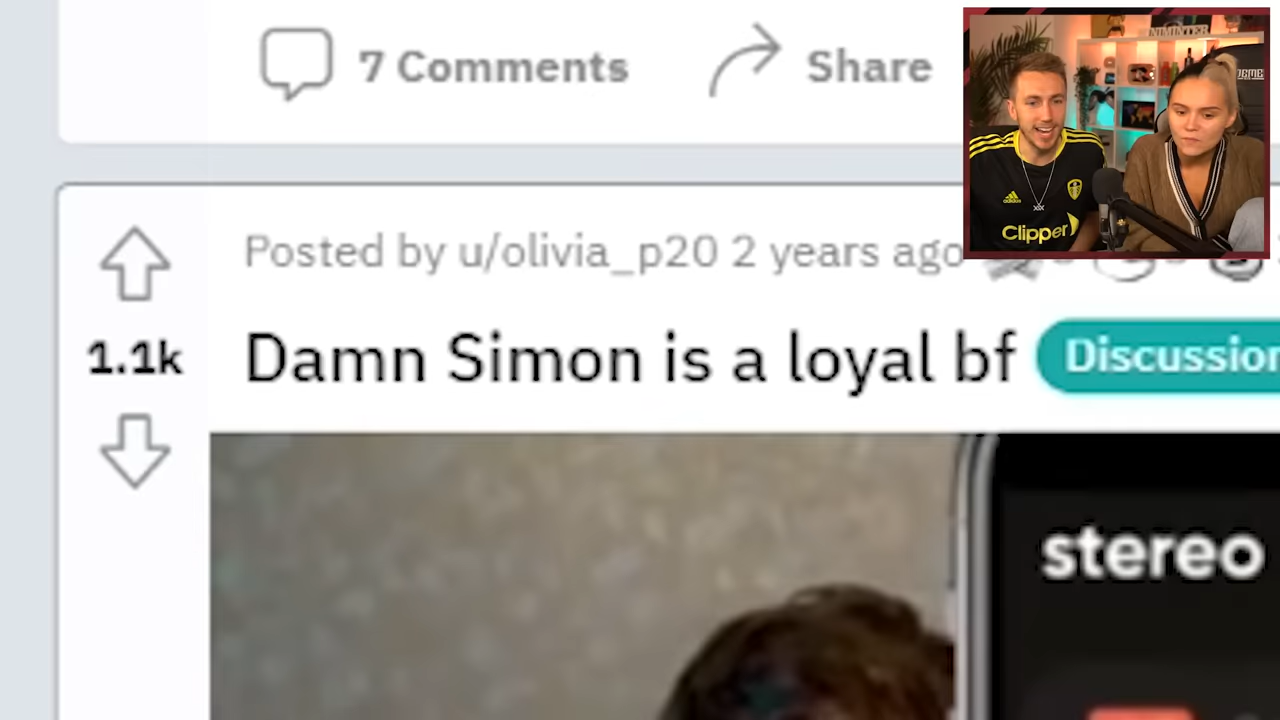 7 Comments
Share
MINIMINTER
Clipper
Posted by u/olivia_p20 2 years ago
1.1k
Damn Simon is a loyal bf
Discussion
stereo